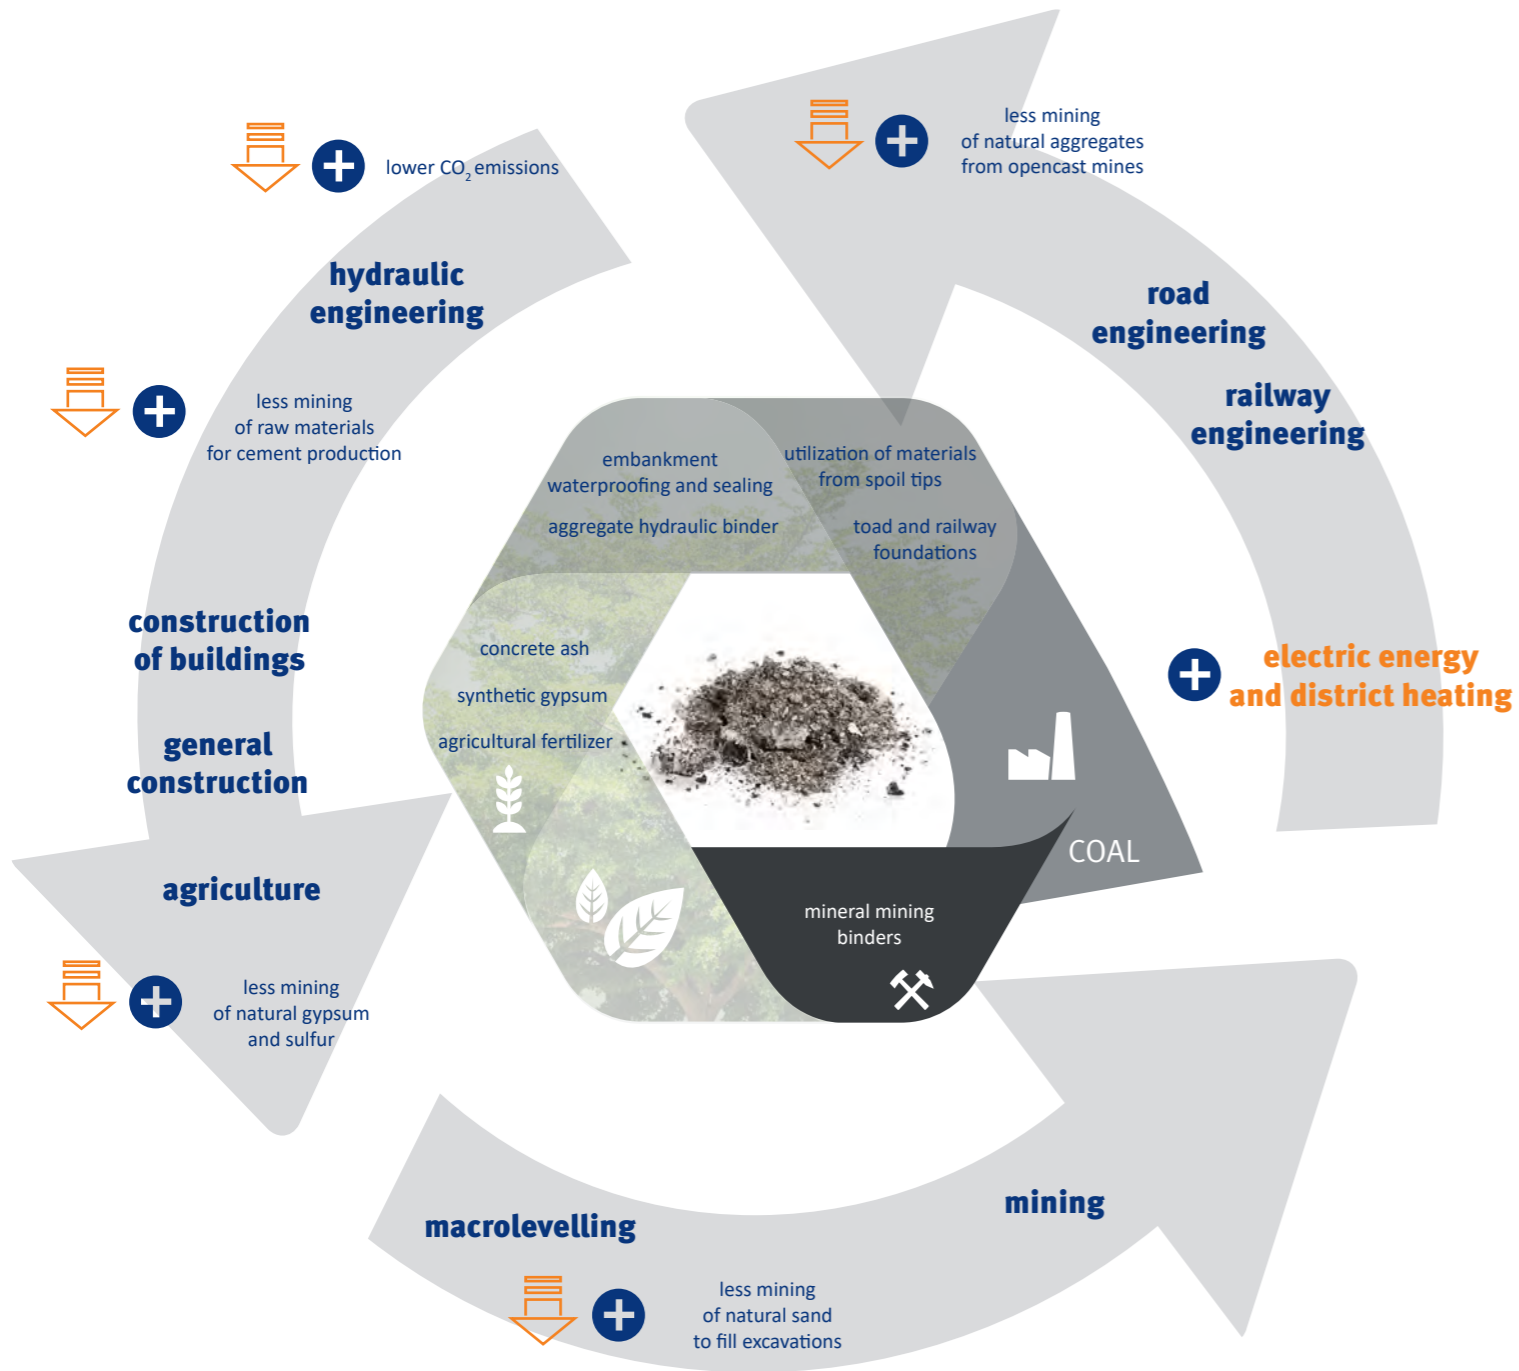 less mining
of natural aggregates
from opencast mines
lower CO₂ emissions
hydraulic
engineering
road
engineering
railway
engineering
less mining
of raw materials
for cement production
embankment
waterproofing and sealing
aggregate hydraulic binder
utilization of materials
from spoil tips
toad and railway
foundations
construction
of buildings
general
construction
agriculture
concrete ash
synthetic gypsum
agricultural fertilizer
electric energy
and district heating
COAL
mineral mining
binders
less mining
of natural gypsum
and sulfur
macrolevelling
mining
less mining
of natural sand
to fill excavations